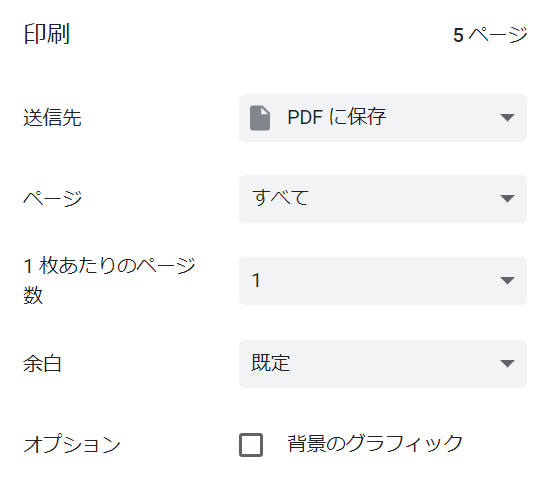 印刷 5 ページ
送信先 PDF に保存
ページ すべて
1 枚あたりのページ
数 1
余白 既定
オプション 背景のグラフィック